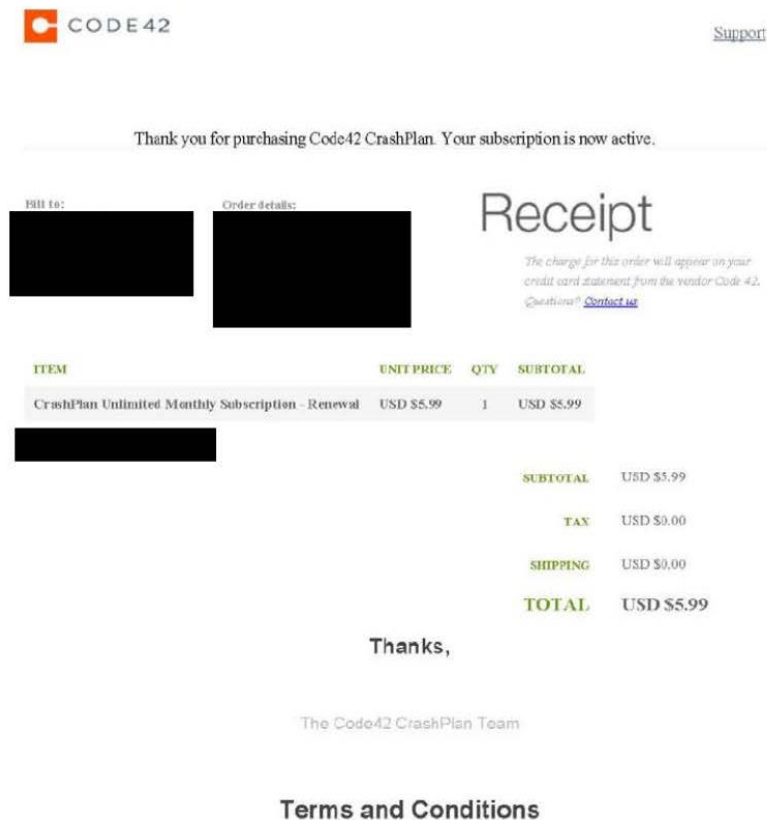 CODE42
Support
Thank you for purchasing Code42 CrashPlan. Your subscription is now active.
Bill to:
Order details:
Receipt
The charge for this order will appear on your
credit card statement from the vendor Code 42.
Questions? Contact us
ITEM UNIT PRICE QTY SUBTOTAL
CrashPlan Unlimited Monthly Subscription - Renewal USD $5.99 1 USD $5.99
SUBTOTAL USD $5.99
TAX USD $0.00
SHIPPING USD $0.00
TOTAL USD $5.99
Thanks,
The Code42 CrashPlan Team
Terms and Conditions